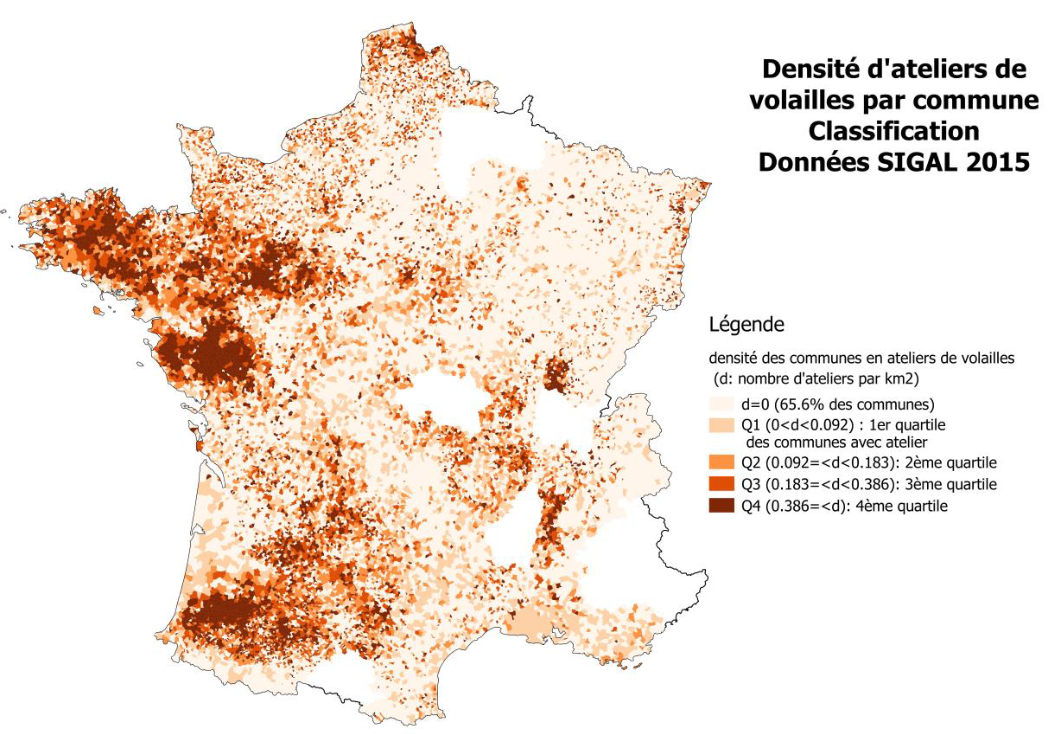 Densité d'ateliers de
volailles par commune
Classification
Données SIGAL 2015
Légende
densité des communes en ateliers de volailles
(d: nombre d'ateliers par km2)
d=0 (65.6% des communes)
Q1 (0<d<0.092) : 1er quartile
des communes avec atelier
Q2 (0.092=<d<0.183): 2ème quartile
Q3 (0.183=<d<0.386): 3ème quartile
Q4 (0.386=<d): 4ème quartile